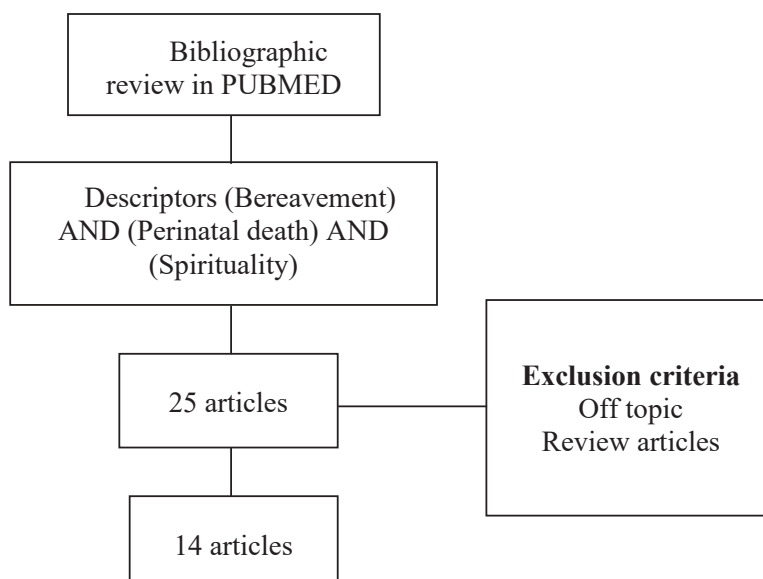 Bibliographic
review in PUBMED
Descriptors (Bereavement)
AND (Perinatal death) AND
(Spirituality)
25 articles
Exclusion criteria
Off topic
Review articles
14 articles